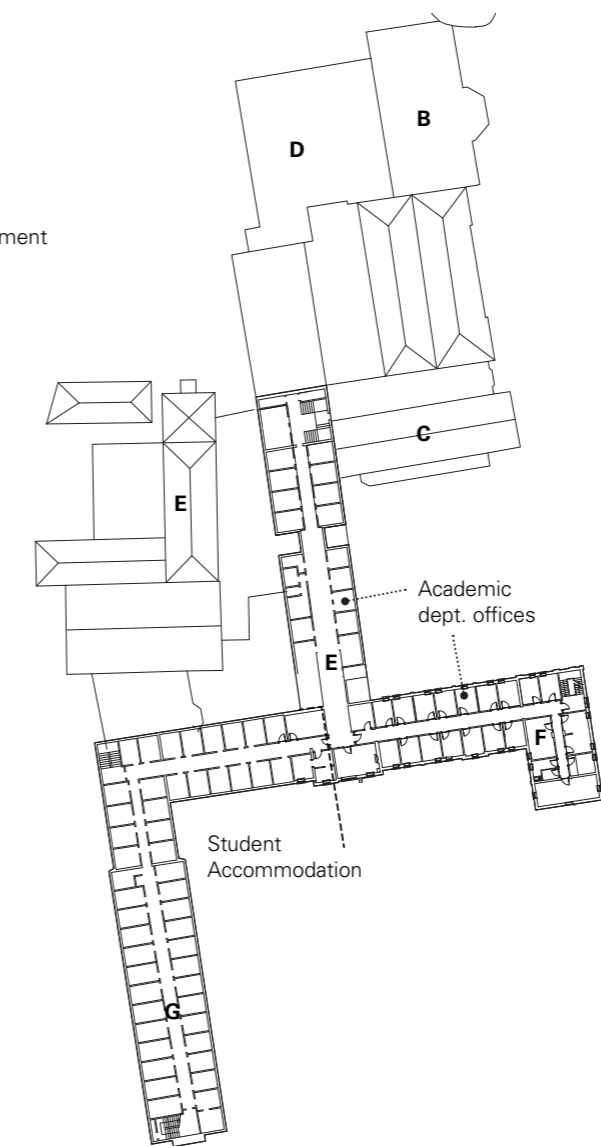 B
D
ment
C
E
Academic
dept. offices
E
F
Student
Accommodation
G